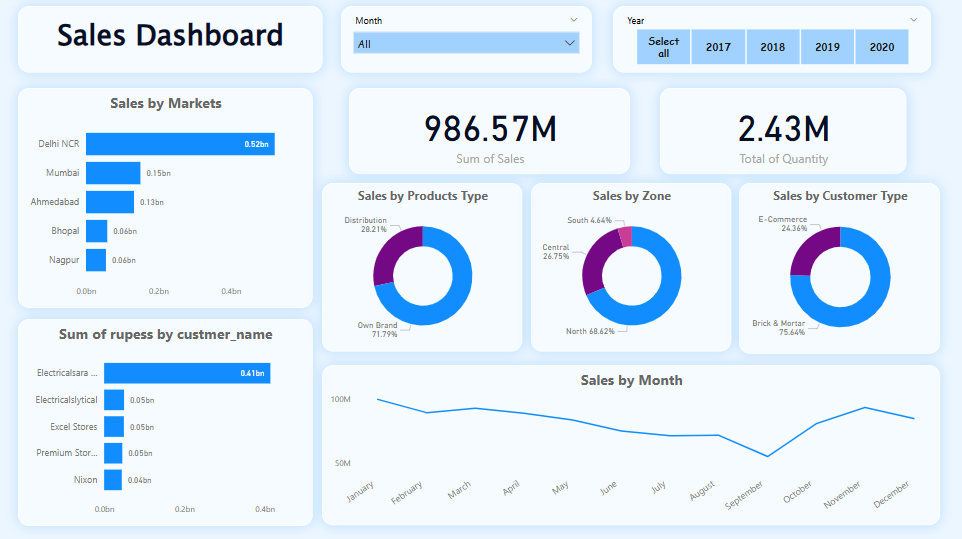 Sales Dashboard
Month
All
Year
Select
all
2017
2018
2019
2020
Sales by Markets
Delhi NCR
0.52bn
Mumbai
0.15bn
Ahmedabad
0.13bn
Bhopal
0.06bn
Nagpur
0.06bn
0.0bn
0.2bn
0.4bn
986.57M
Sum of Sales
2.43M
Total of Quantity
Sales by Products Type
Distribution
28.21%
Own Brand
71.79%
Sales by Zone
South 4.64%
Central
26.75%
North 68.62%
Sales by Customer Type
E-Commerce
24.36%
Brick & Mortar
75.64%
Sum of rupess by custmer_name
Electricalsara ...
0.41bn
Electricalslytical
0.05bn
Excel Stores
0.05bn
Premium Stor...
0.05bn
Nixon
0.04bn
0.0bn
0.2bn
0.4bn
Sales by Month
100M
50M
January
February
March
April
May
June
July
August
September
October
November
December